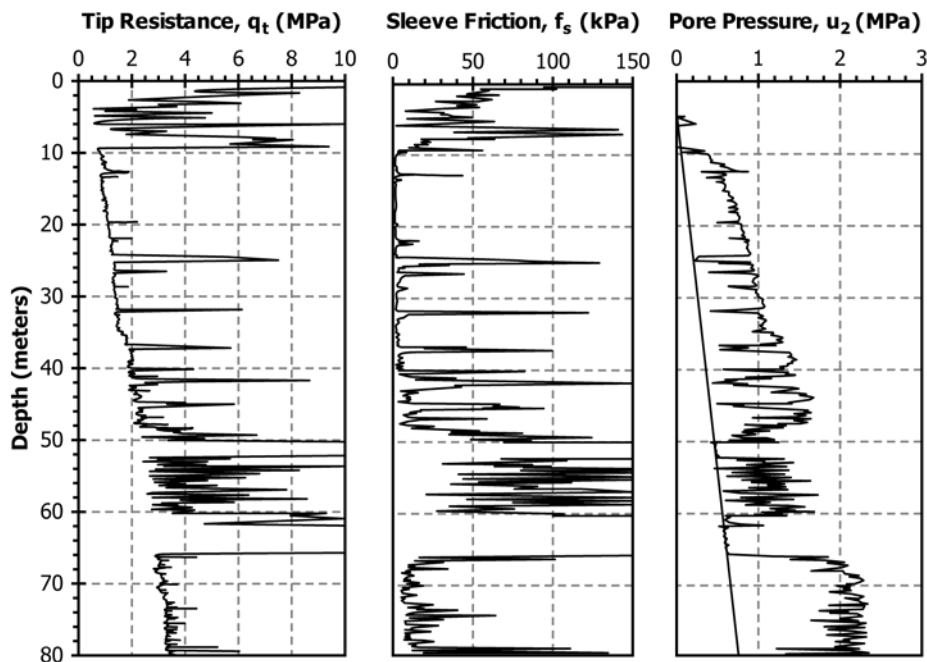 Tip Resistance, qt (MPa)
Sleeve Friction, fs (kPa)
Pore Pressure, u2 (MPa)
0 2 4 6 8 10
0 50 100 150
0 1 2 3
Depth (meters)
0
10
20
30
40
50
60
70
80